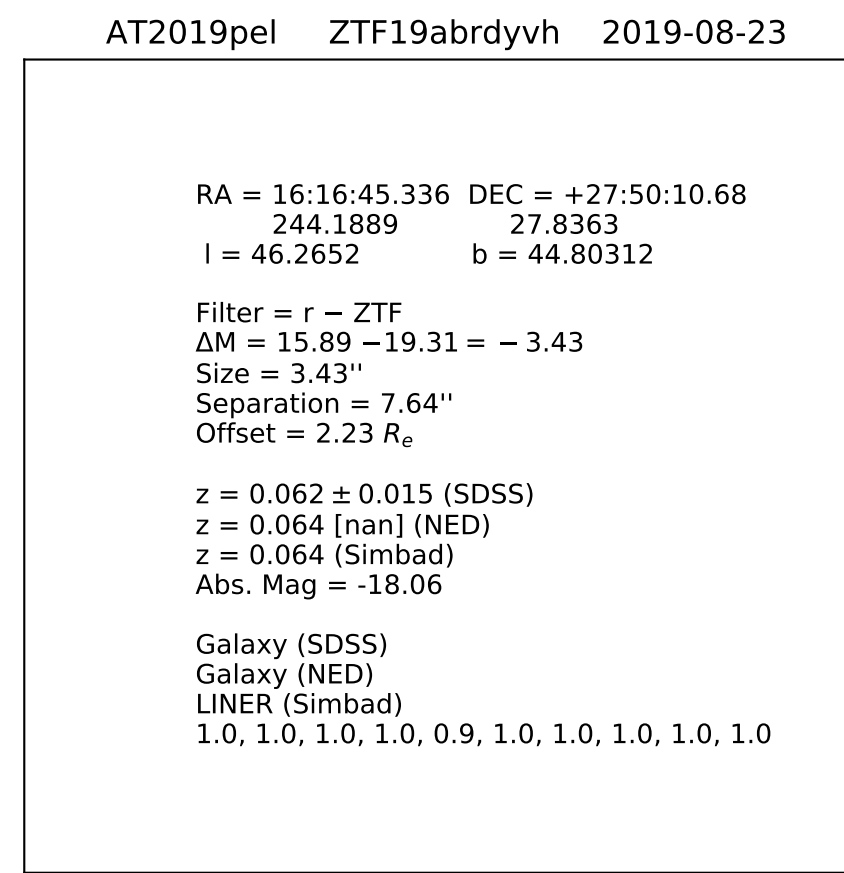 AT2019pel ZTF19abrdyvh 2019-08-23
RA = 16:16:45.336 DEC = +27:50:10.68
244.1889 27.8363
l = 46.2652 b = 44.80312
Filter = r − ZTF
ΔM = 15.89 −19.31 = − 3.43
Size = 3.43''
Separation = 7.64''
Offset = 2.23 Rₑ
z = 0.062 ± 0.015 (SDSS)
z = 0.064 [nan] (NED)
z = 0.064 (Simbad)
Abs. Mag = -18.06
Galaxy (SDSS)
Galaxy (NED)
LINER (Simbad)
1.0, 1.0, 1.0, 1.0, 0.9, 1.0, 1.0, 1.0, 1.0, 1.0